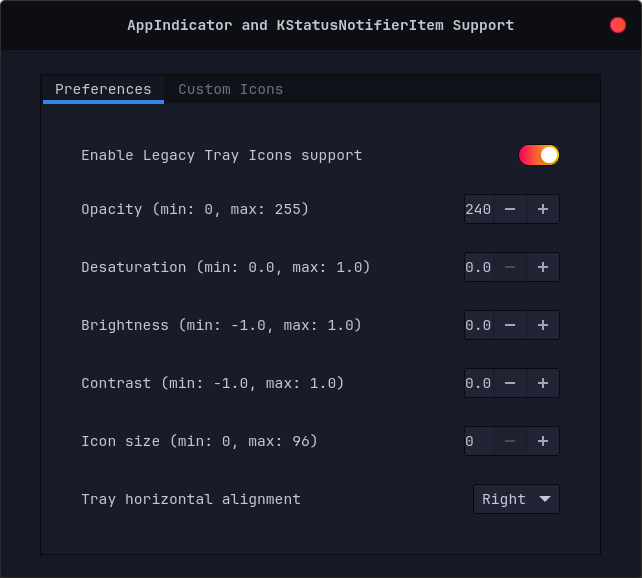 AppIndicator and KStatusNotifierItem Support
Preferences Custom Icons
Enable Legacy Tray Icons support
Opacity (min: 0, max: 255) 240 − +
Desaturation (min: 0.0, max: 1.0) 0.0 − +
Brightness (min: -1.0, max: 1.0) 0.0 − +
Contrast (min: -1.0, max: 1.0) 0.0 − +
Icon size (min: 0, max: 96) 0 − +
Tray horizontal alignment Right